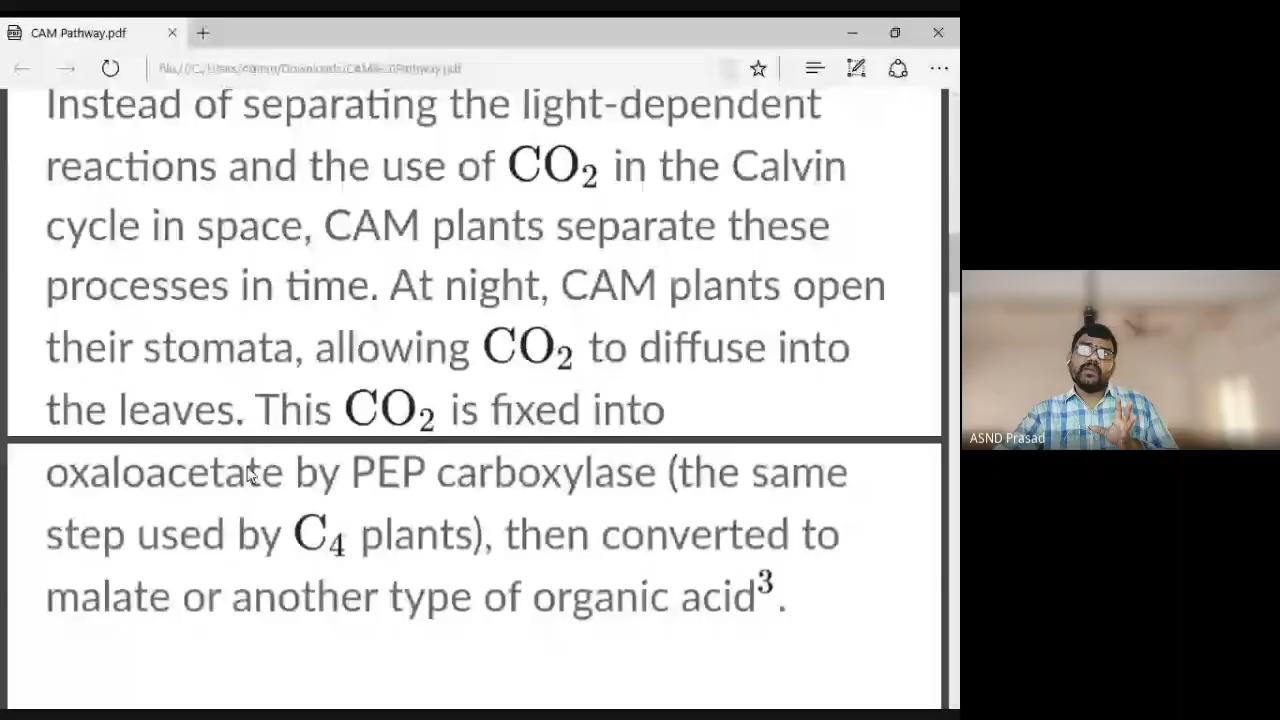 CAM Pathway.pdf
Instead of separating the light-dependent
reactions and the use of CO₂ in the Calvin
cycle in space, CAM plants separate these
processes in time. At night, CAM plants open
their stomata, allowing CO₂ to diffuse into
the leaves. This CO₂ is fixed into
oxaloacetate by PEP carboxylase (the same
step used by C₄ plants), then converted to
malate or another type of organic acid³.
ASND Prasad